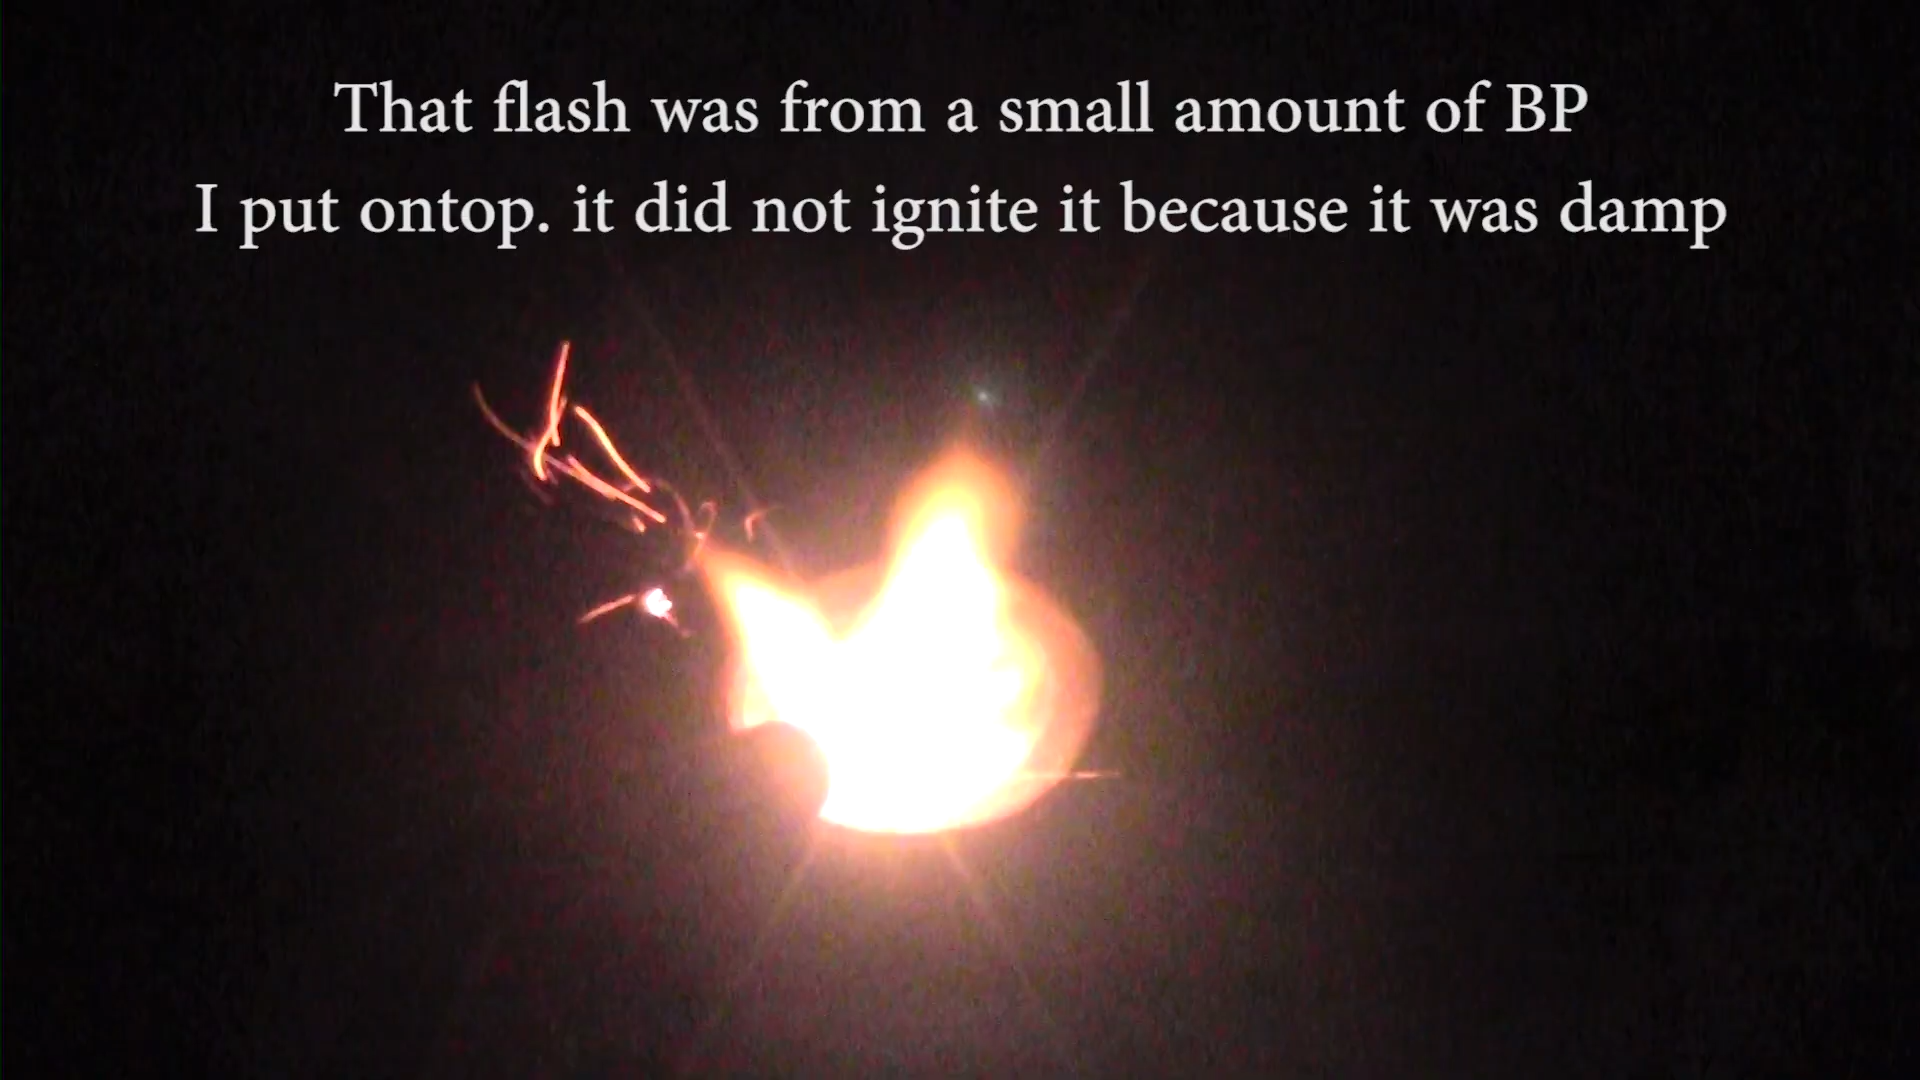 That flash was from a small amount of BP
I put ontop. it did not ignite it because it was damp